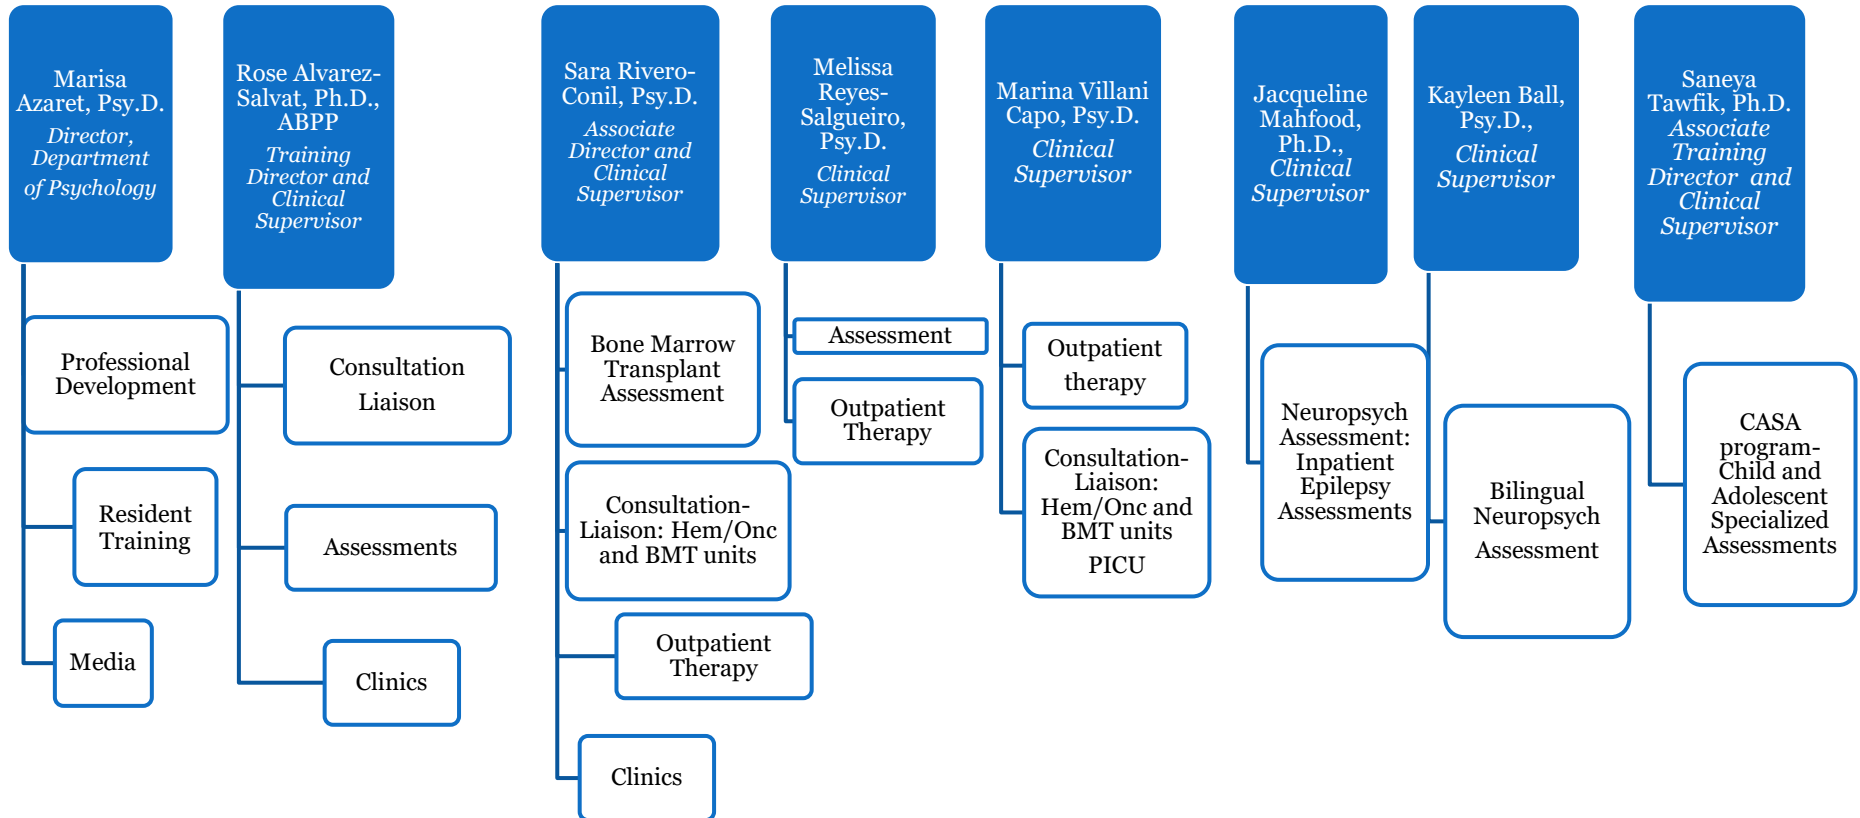 Marisa
Azaret, Psy.D.
Director,
Department
of Psychology
Professional
Development
Resident
Training
Media
Rose Alvarez-
Salvat, Ph.D.,
ABPP
Training
Director and
Clinical
Supervisor
Consultation
Liaison
Assessments
Clinics
Sara Rivero-
Conil, Psy.D.
Associate
Director and
Clinical
Supervisor
Bone Marrow
Transplant
Assessment
Consultation-
Liaison: Hem/Onc
and BMT units
Outpatient
Therapy
Clinics
Melissa
Reyes-
Salgueiro,
Psy.D.
Clinical
Supervisor
Assessment
Outpatient
Therapy
Marina Villani
Capo, Psy.D.
Clinical
Supervisor
Outpatient
therapy
Consultation-
Liaison:
Hem/Onc and
BMT units
PICU
Jacqueline
Mahfood,
Ph.D.,
Clinical
Supervisor
Neuropsych
Assessment:
Inpatient
Epilepsy
Assessments
Kayleen Ball,
Psy.D.,
Clinical
Supervisor
Bilingual
Neuropsych
Assessment
Saneya
Tawfik, Ph.D.
Associate
Training
Director and
Clinical
Supervisor
CASA
program-
Child and
Adolescent
Specialized
Assessments